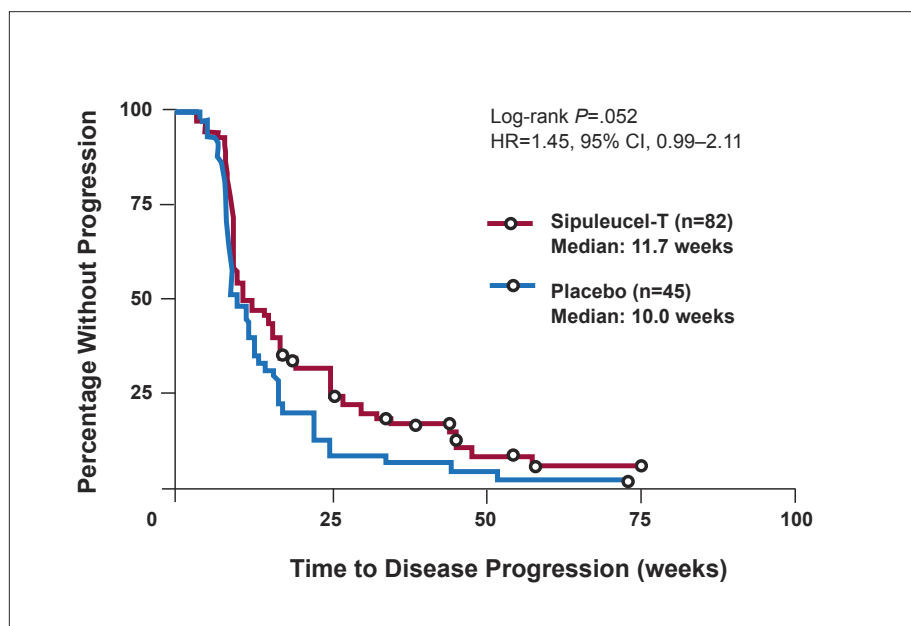 100
75
50
25
0
25
50
75
100
Percentage Without Progression
Time to Disease Progression (weeks)
Log-rank P=.052
HR=1.45, 95% CI, 0.99–2.11
Sipuleucel-T (n=82)
Median: 11.7 weeks
Placebo (n=45)
Median: 10.0 weeks